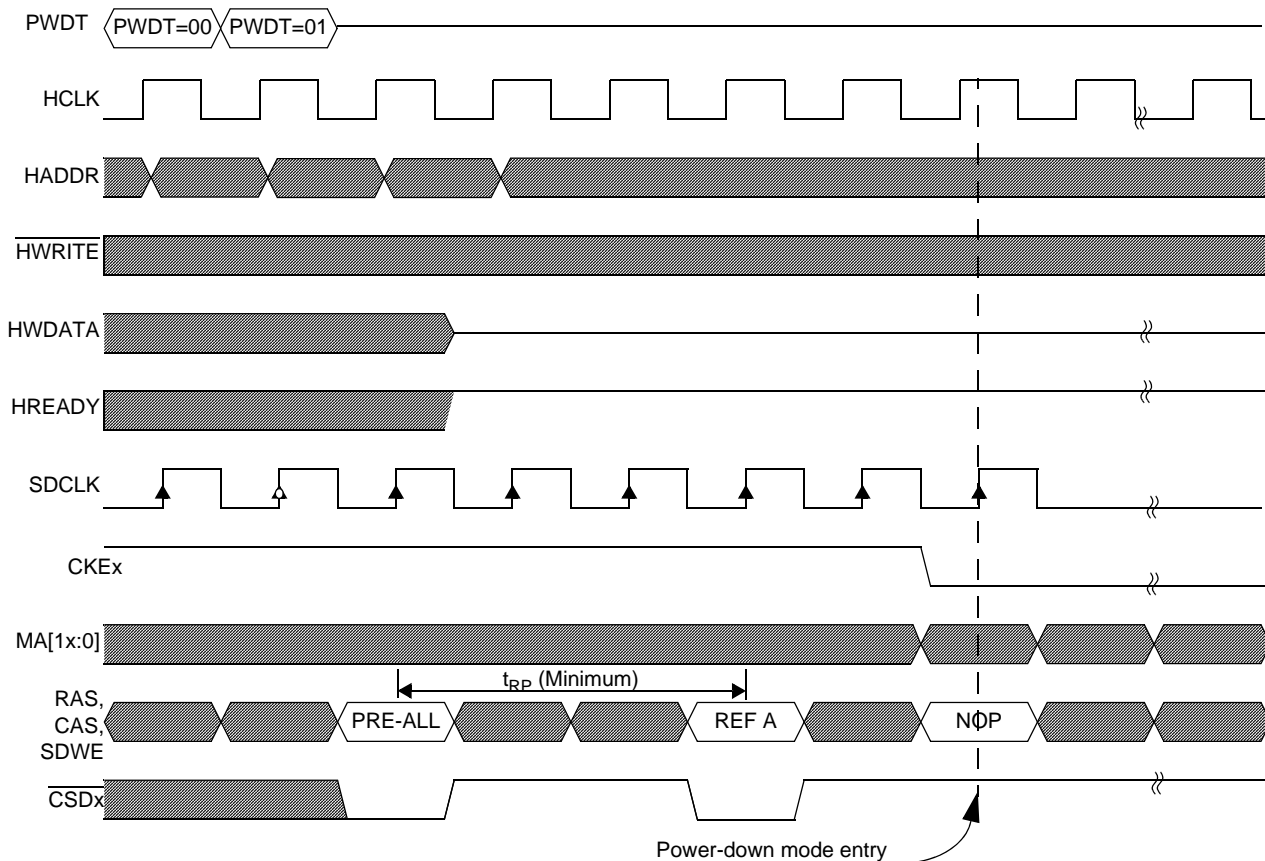 PWDT
PWDT=00 PWDT=01
HCLK
HADDR
HWRITE
HWDATA
HREADY
SDCLK
CKEx
MA[1x:0]
tRP (Minimum)
RAS,
CAS,
SDWE
PRE-ALL REF A NOP
CSDx
Power-down mode entry